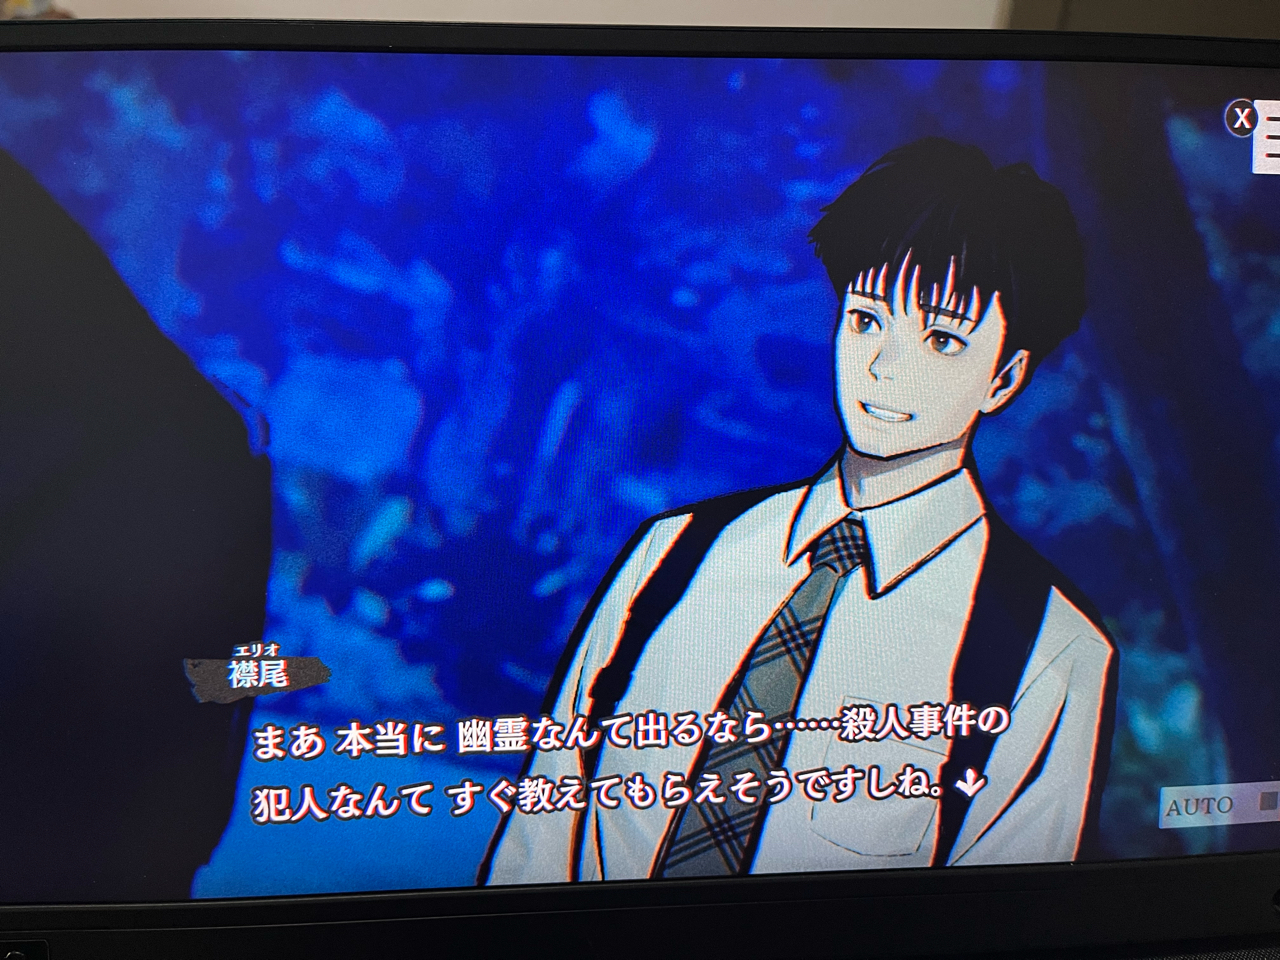 X
エリオ
襟尾
まあ 本当に 幽霊なんて出るなら……殺人事件の
犯人なんて すぐ教えてもらえそうですしね。
AUTO